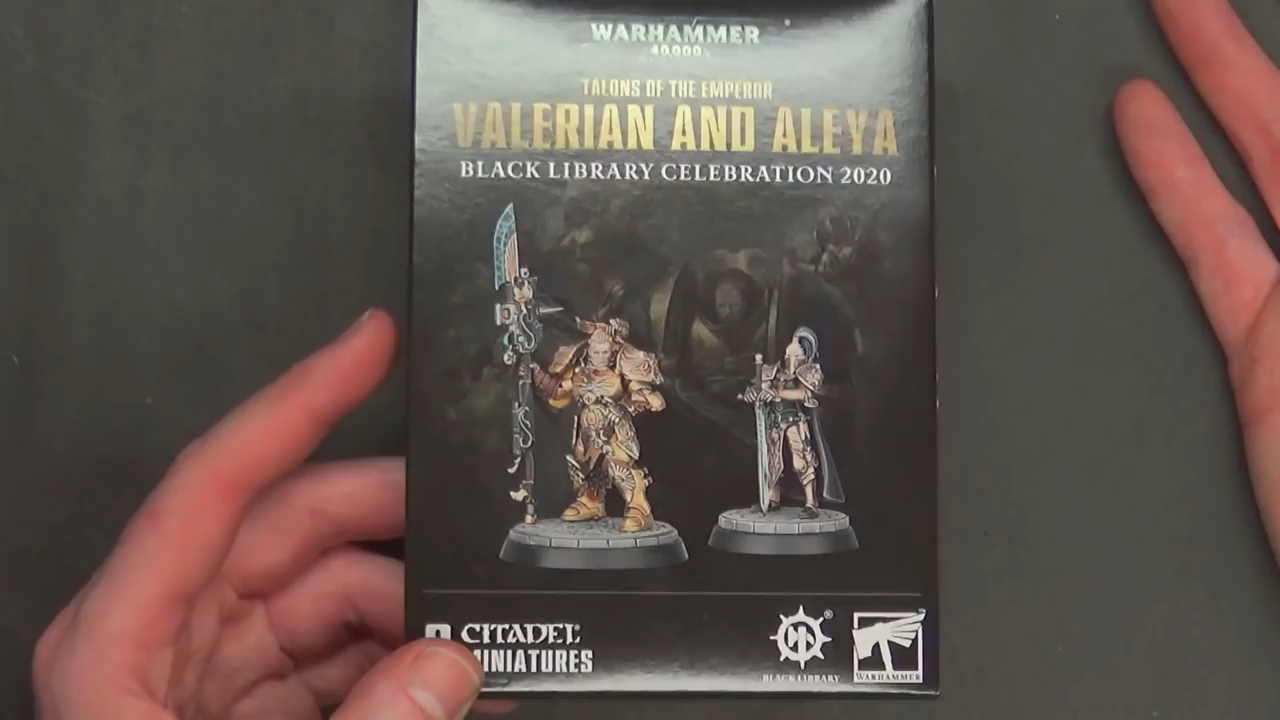 WARHAMMER
40,000
TALONS OF THE EMPEROR
VALERIAN AND ALEYA
BLACK LIBRARY CELEBRATION 2020
CITADEL®
MINIATURES
®
BLACK LIBRARY
WARHAMMER